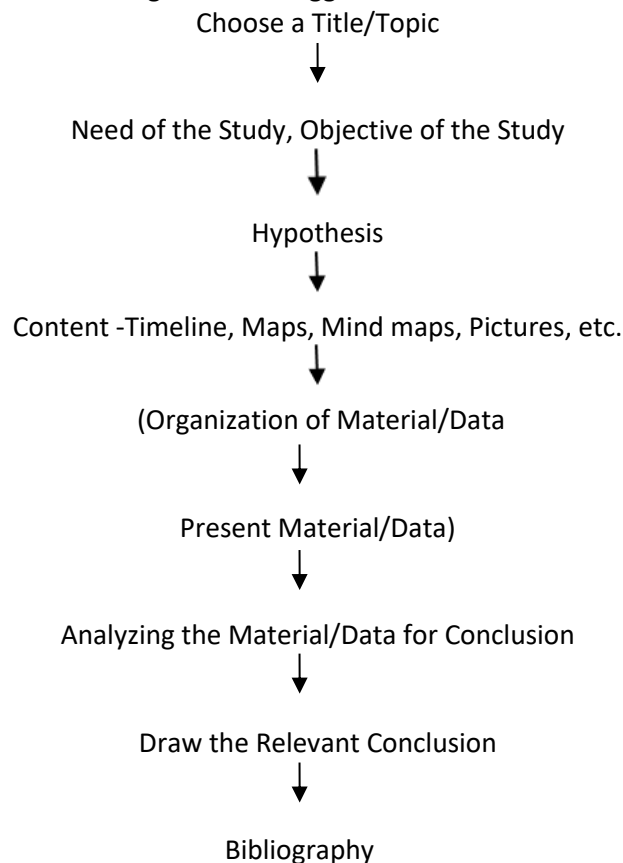 Choose a Title/Topic
Need of the Study, Objective of the Study
Hypothesis
Content -Timeline, Maps, Mind maps, Pictures, etc.
(Organization of Material/Data
Present Material/Data)
Analyzing the Material/Data for Conclusion
Draw the Relevant Conclusion
Bibliography